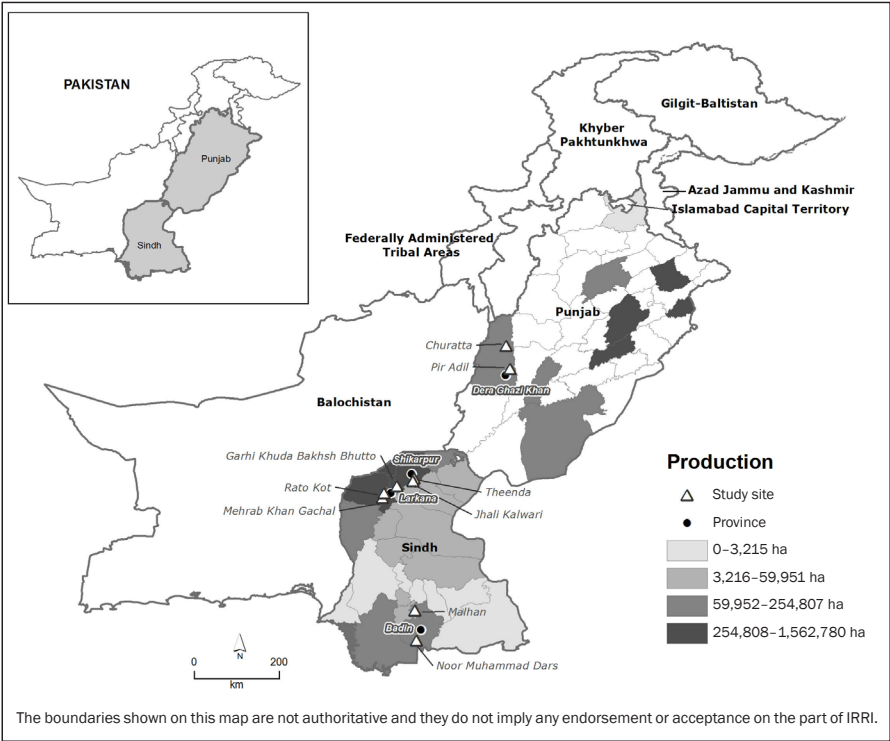 PAKISTAN
Punjab
Sindh
Gilgit-Baltistan
Khyber
Pakhtunkhwa
Azad Jammu and Kashmir
Islamabad Capital Territory
Federally Administered
Tribal Areas
Punjab
Churatta
Pir Adil
Dera Ghazi Khan
Balochistan
Garhi Khuda Bakhsh Bhutto
Shikarpur
Rato Kot
Larkana
Theenda
Mehrab Khan Gachal
Jhali Kalwari
Sindh
Malhan
Badin
Noor Muhammad Dars
N
0 200
km
Production
Study site
Province
0–3,215 ha
3,216–59,951 ha
59,952–254,807 ha
254,808–1,562,780 ha
The boundaries shown on this map are not authoritative and they do not imply any endorsement or acceptance on the part of IRRI.